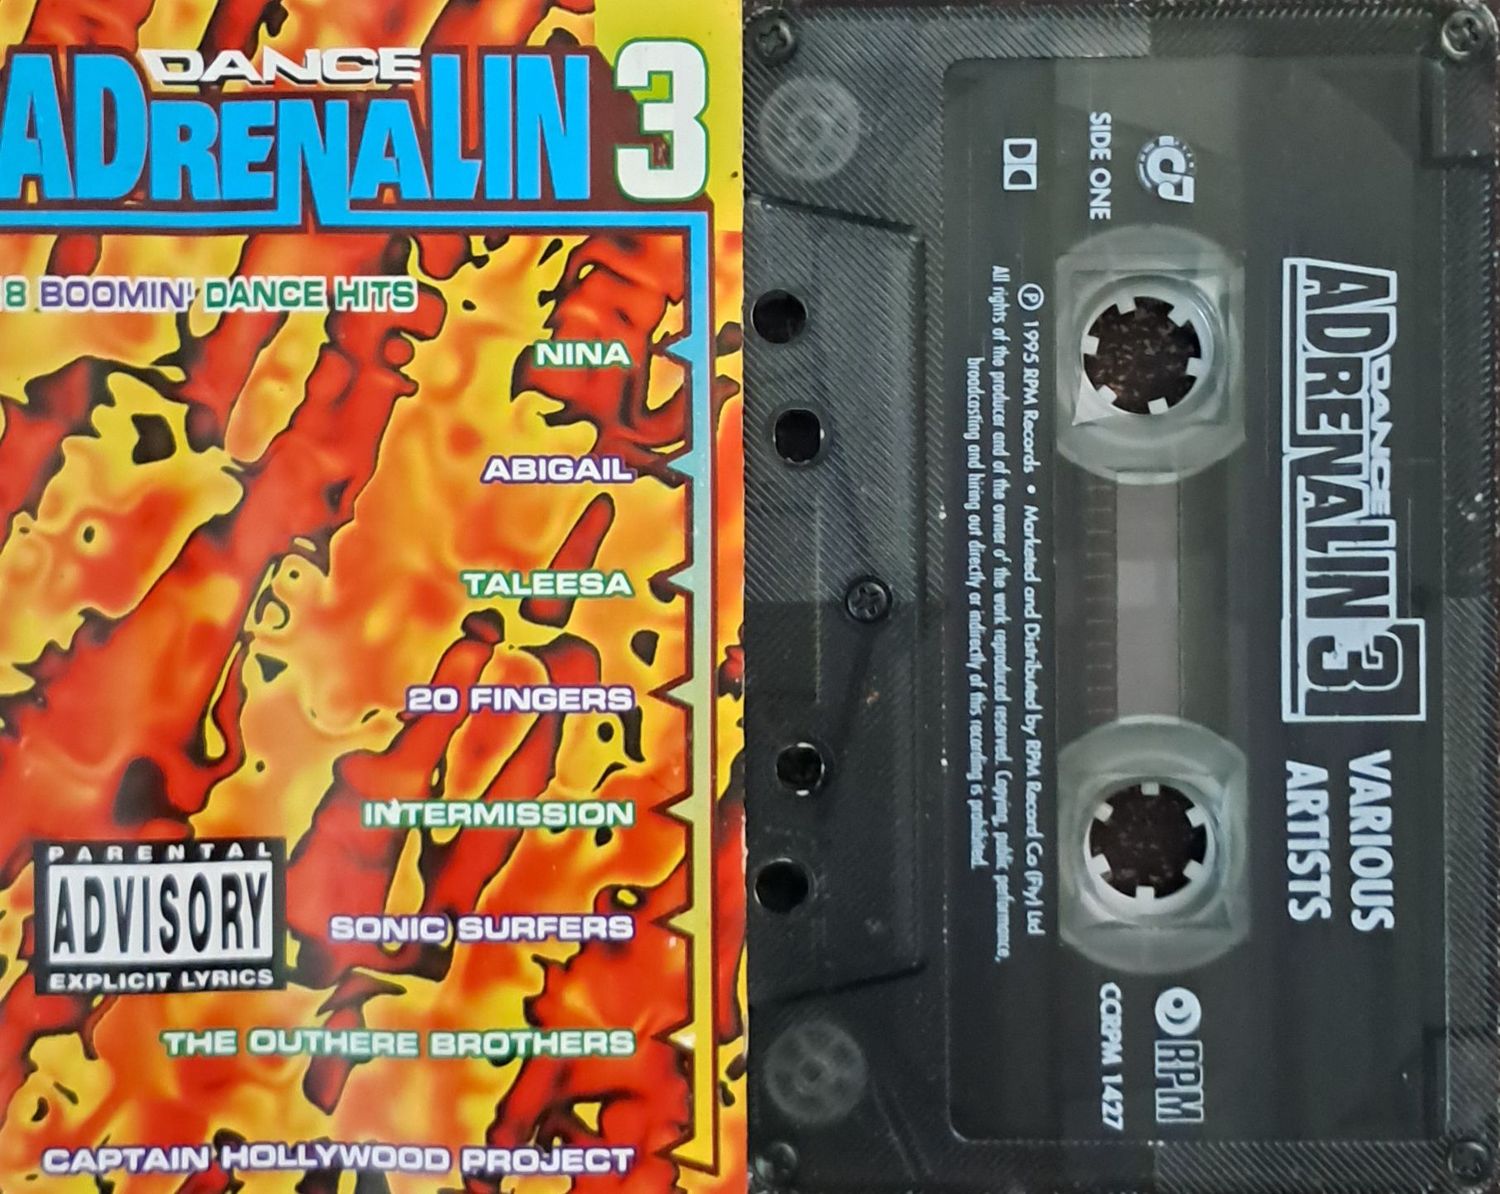 DANCE
ADRENALIN 3
8 BOOMIN' DANCE HITS
NINA
ABIGAIL
TALEESA
20 FINGERS
INTERMISSION
SONIC SURFERS
THE OUTHERE BROTHERS
CAPTAIN HOLLYWOOD PROJECT
PARENTAL
ADVISORY
EXPLICIT LYRICS
DANCE
ADRENALIN 3
VARIOUS
ARTISTS
SIDE ONE
RPM
CCRPM 1427
Ⓟ 1995 RPM Records • Marketed and Distributed by RPM Record Co (Pty) Ltd
All rights of the producer and of the owner of the work reproduced reserved. Copying, public performance,
broadcasting and hiring out directly or indirectly of this recording is prohibited.